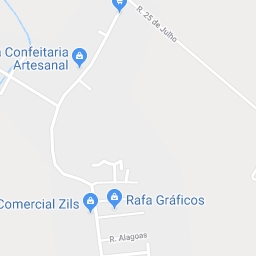 R. 25 de Julho
Confeitaria
Artesanal
Rafa Gráficos
Comercial Zils
R. Alagoas